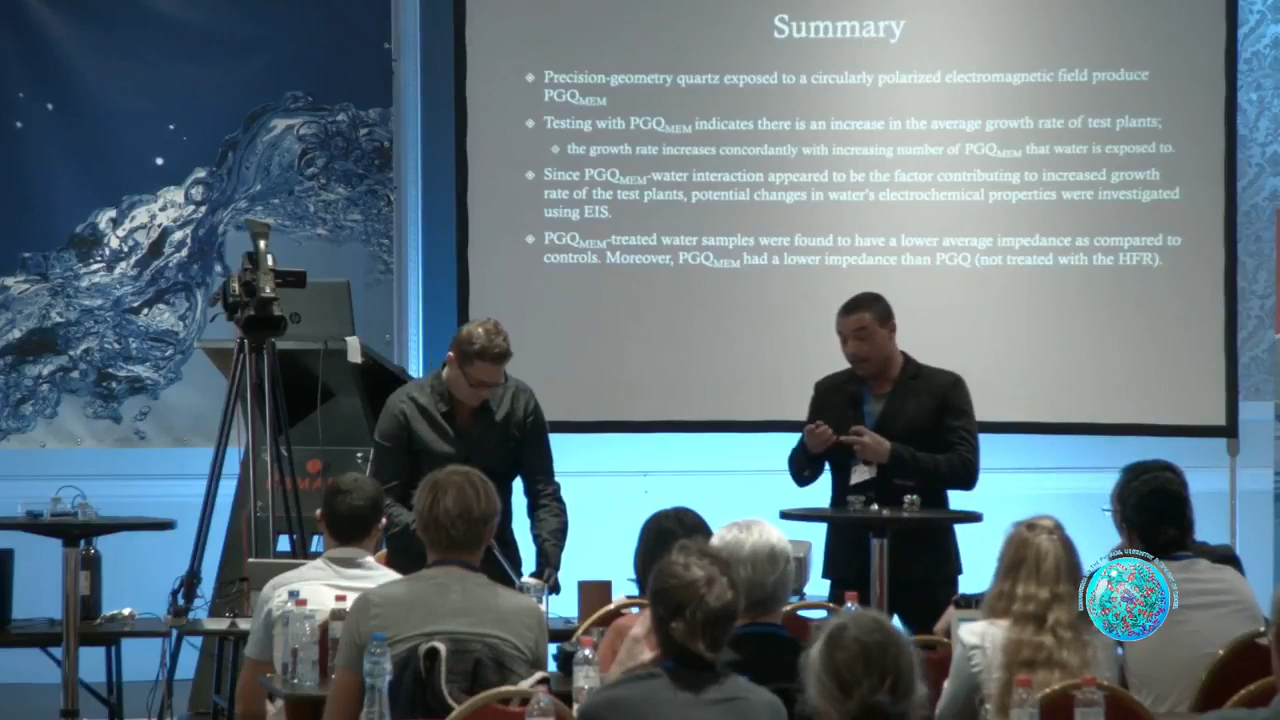 Summary
Precision-geometry quartz exposed to a circularly polarized electromagnetic field produce
PGQMEM
Testing with PGQMEM indicates there is an increase in the average growth rate of test plants;
the growth rate increases concordantly with increasing number of PGQMEM that water is exposed to.
Since PGQMEM-water interaction appeared to be the factor contributing to increased growth
rate of the test plants, potential changes in water's electrochemical properties were investigated
using EIS.
PGQMEM-treated water samples were found to have a lower average impedance as compared to
controls. Moreover, PGQMEM had a lower impedance than PGQ (not treated with the HFR).
hp